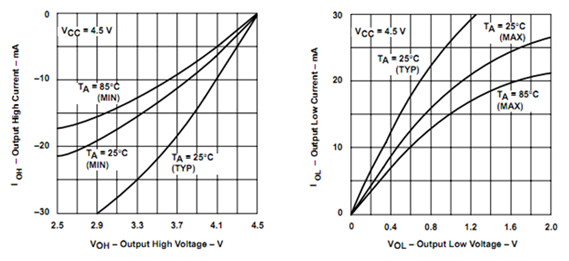 VCC = 4.5 V
TA = 85°C
(MIN)
TA = 25°C
(MIN)
TA = 25°C
(TYP)
0
−10
−20
−30
2.5 2.9 3.3 3.7 4.1 4.5
IOH – Output High Current – mA
VOH – Output High Voltage – V
VCC = 4.5 V
TA = 25°C
(TYP)
TA = 25°C
(MAX)
TA = 85°C
(MAX)
30
20
10
0
0 0.4 0.8 1.2 1.6 2.0
IOL – Output Low Current – mA
VOL – Output Low Voltage – V